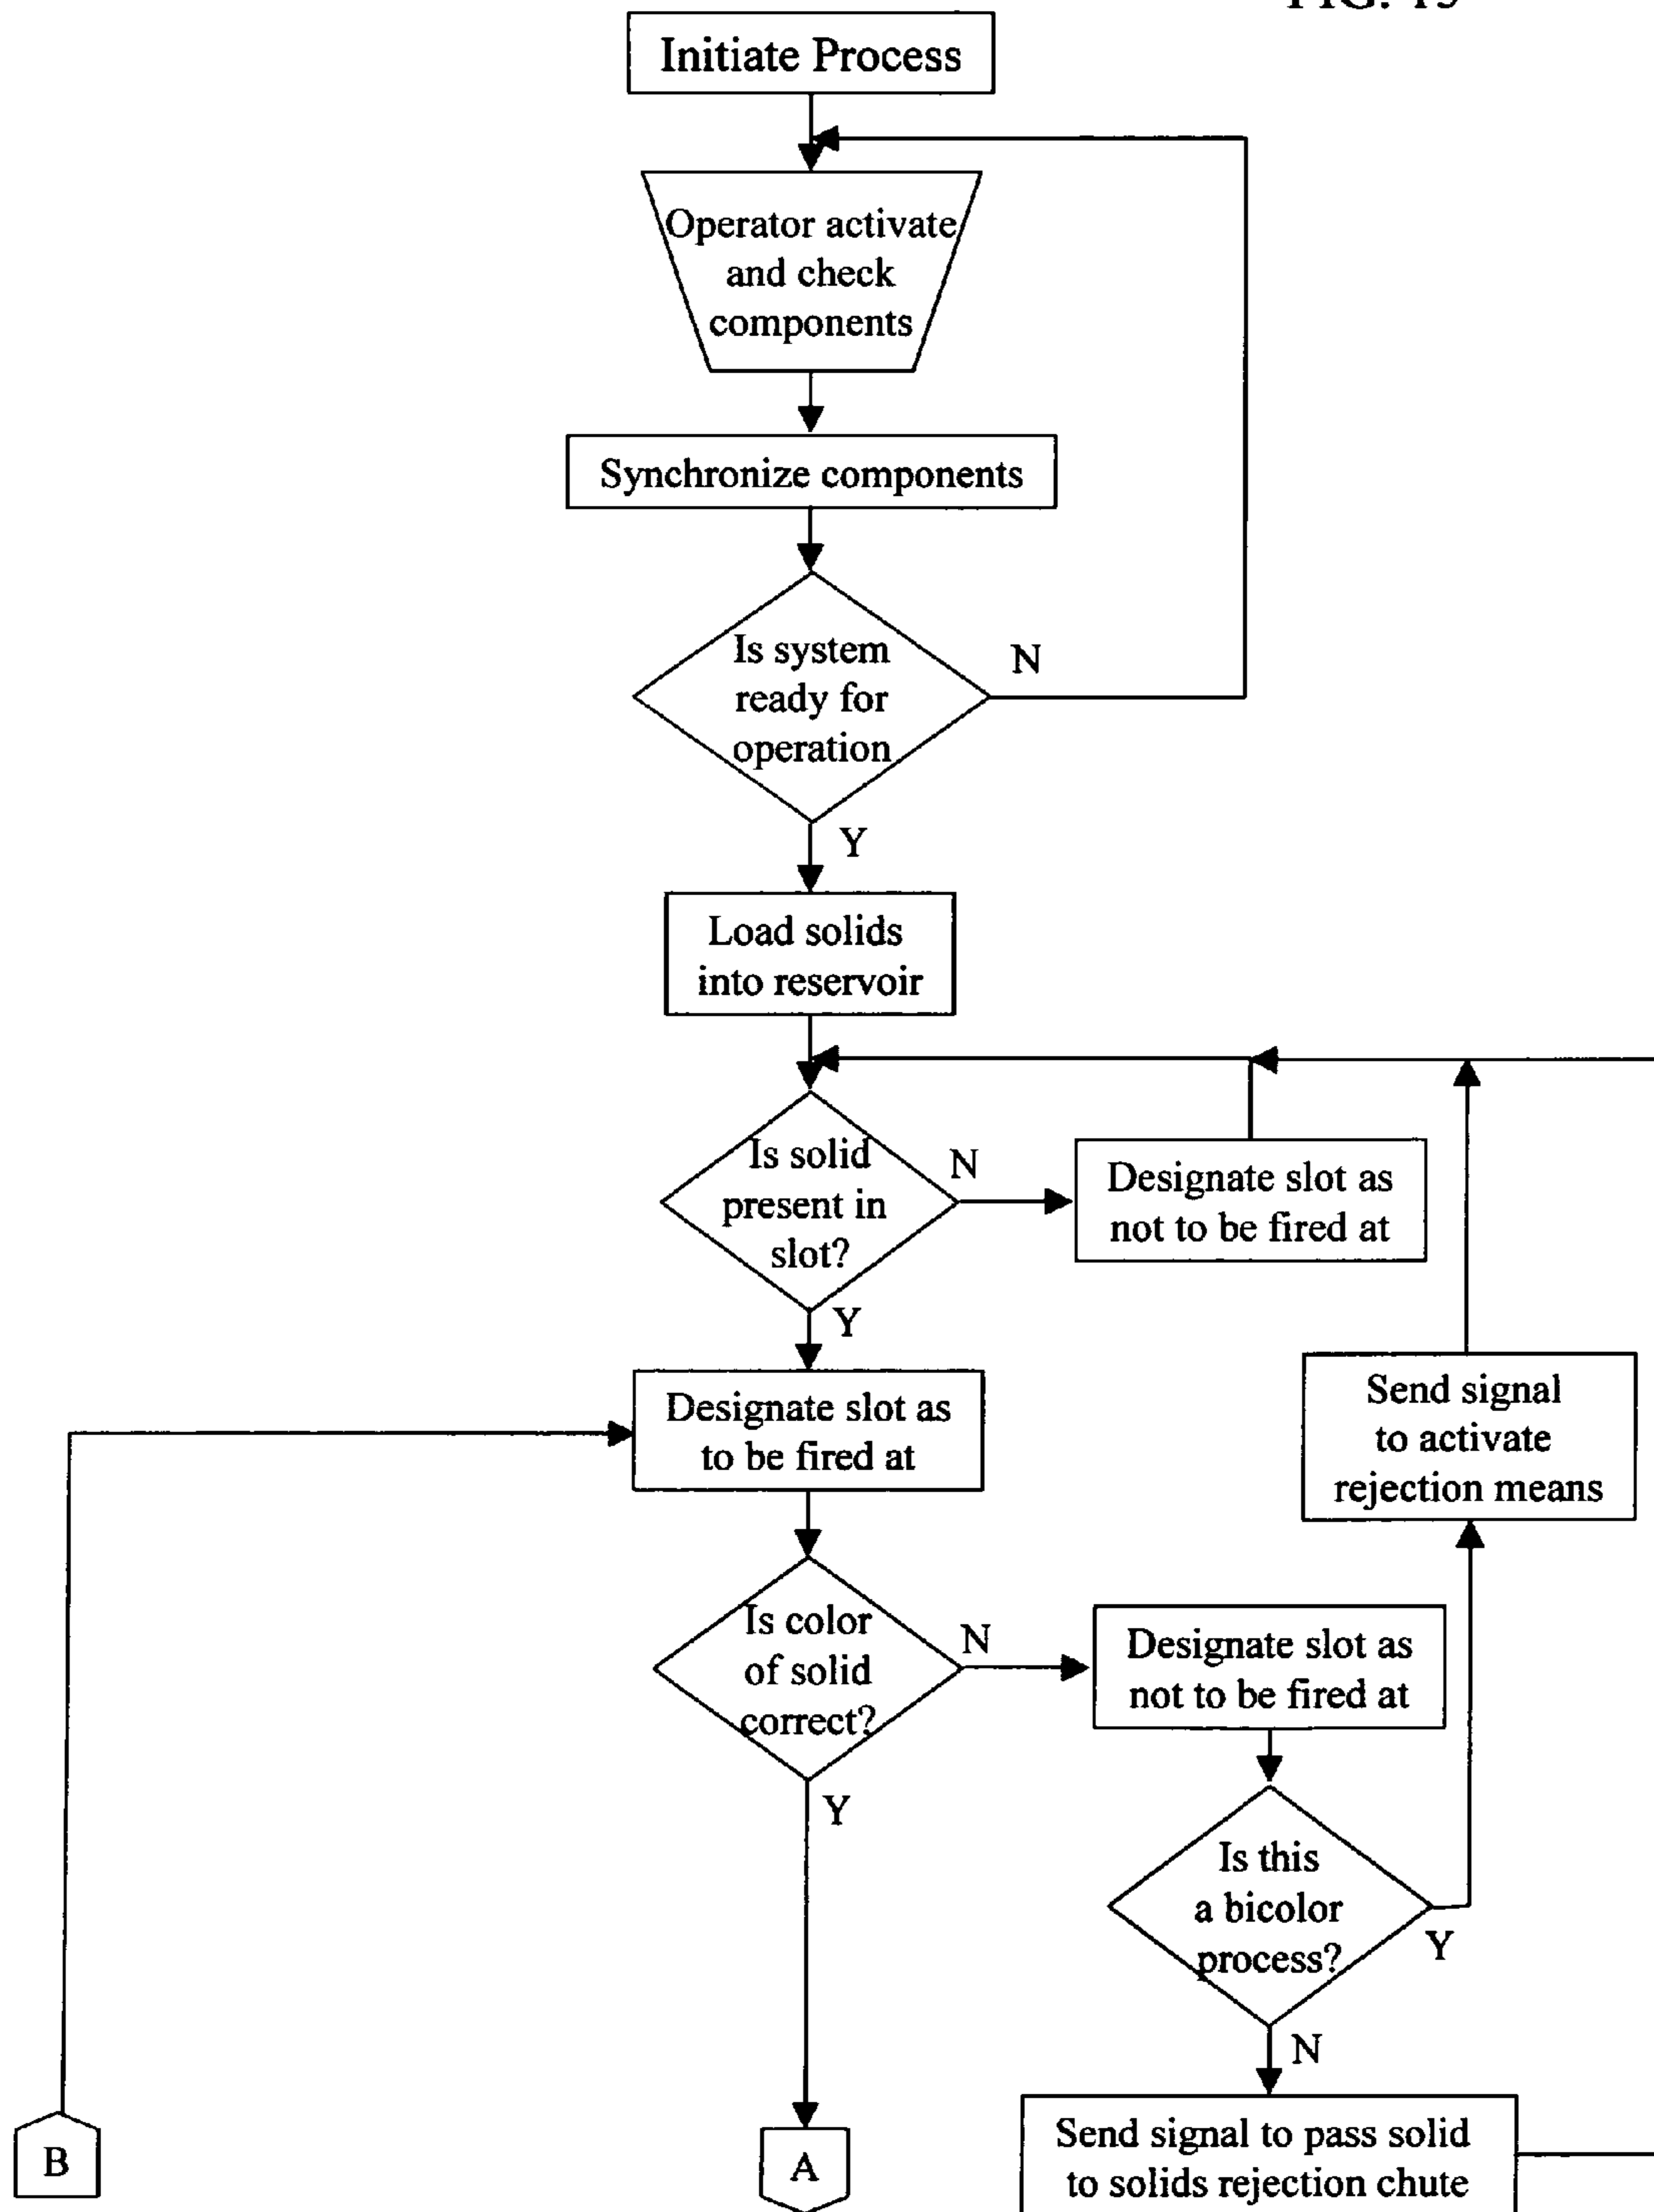 Initiate Process
Operator activate
and check
components
Synchronize components
Is system
ready for
operation
N
Y
Load solids
into reservoir
Is solid
present in
slot?
N
Designate slot as
not to be fired at
Y
Designate slot as
to be fired at
Send signal
to activate
rejection means
Is color
of solid
correct?
N
Designate slot as
not to be fired at
Y
Is this
a bicolor
process?
Y
N
B
A
Send signal to pass solid
to solids rejection chute